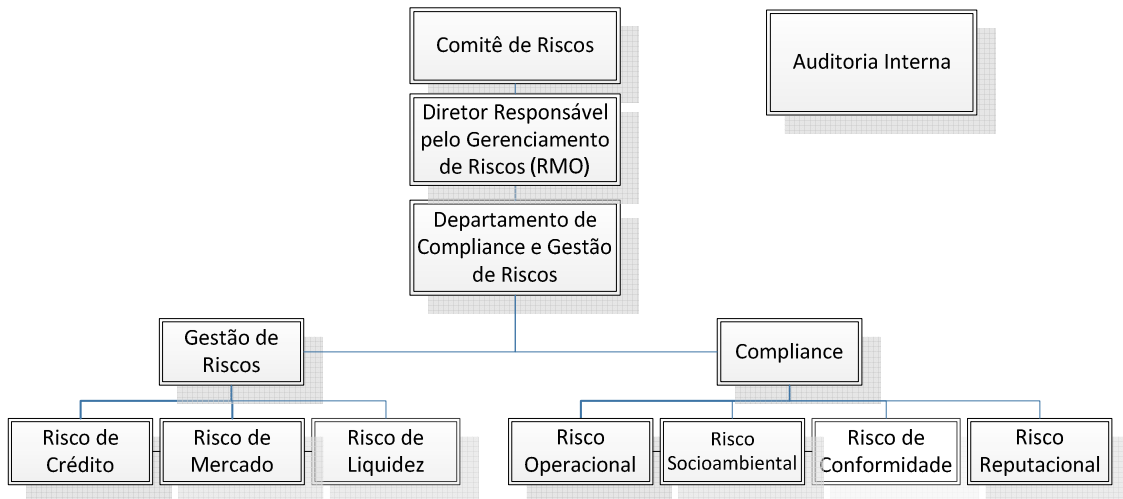 Comitê de Riscos
Auditoria Interna
Diretor Responsável
pelo Gerenciamento
de Riscos (RMO)
Departamento de
Compliance e Gestão
de Riscos
Gestão de
Riscos
Compliance
Risco de
Crédito
Risco de
Mercado
Risco de
Liquidez
Risco
Operacional
Risco
Socioambiental
Risco de
Conformidade
Risco
Reputacional